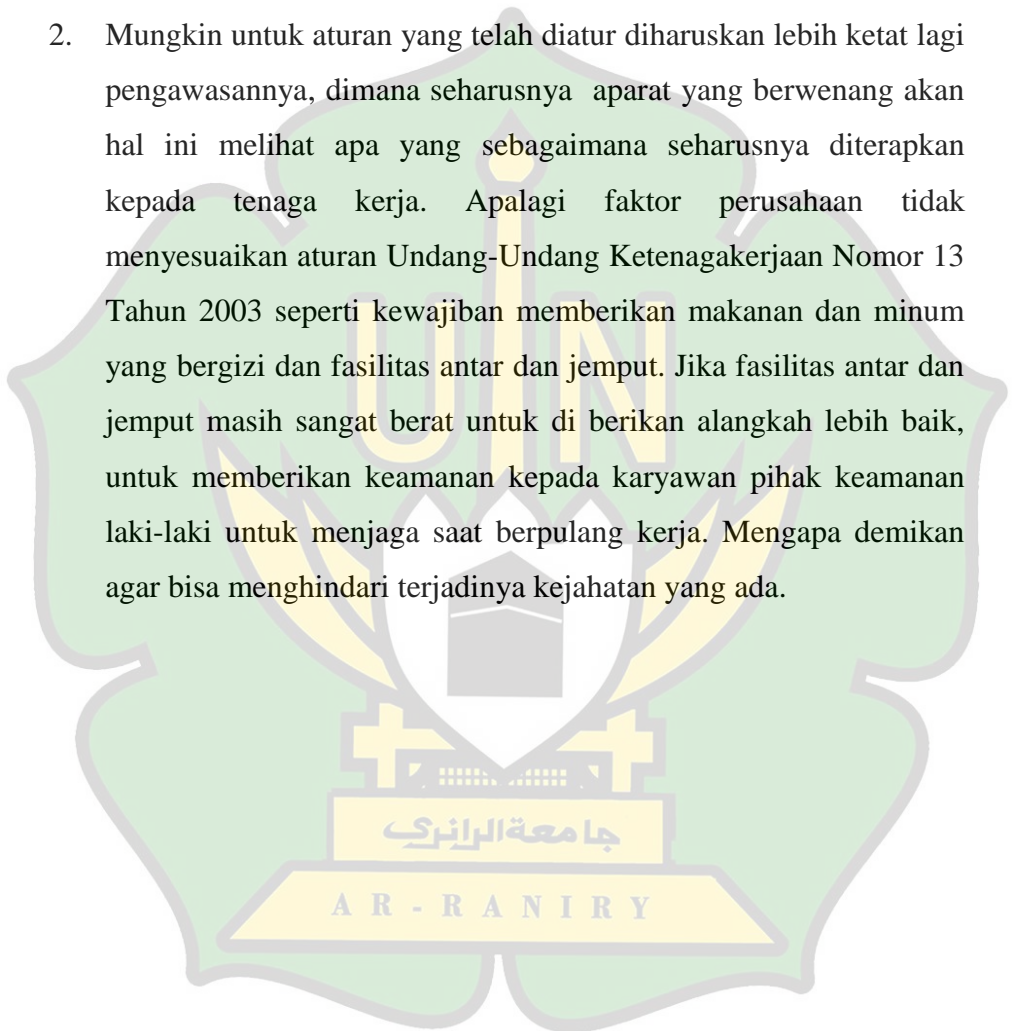 2. Mungkin untuk aturan yang telah diatur diharuskan lebih ketat lagi
pengawasannya, dimana seharusnya aparat yang berwenang akan
hal ini melihat apa yang sebagaimana seharusnya diterapkan
kepada tenaga kerja. Apalagi faktor perusahaan tidak
menyesuaikan aturan Undang-Undang Ketenagakerjaan Nomor 13
Tahun 2003 seperti kewajiban memberikan makanan dan minum
yang bergizi dan fasilitas antar dan jemput. Jika fasilitas antar dan
jemput masih sangat berat untuk di berikan alangkah lebih baik,
untuk memberikan keamanan kepada karyawan pihak keamanan
laki-laki untuk menjaga saat berpulang kerja. Mengapa demikan
agar bisa menghindari terjadinya kejahatan yang ada.
UIN
جامعة الرانري
AR-RANIRY